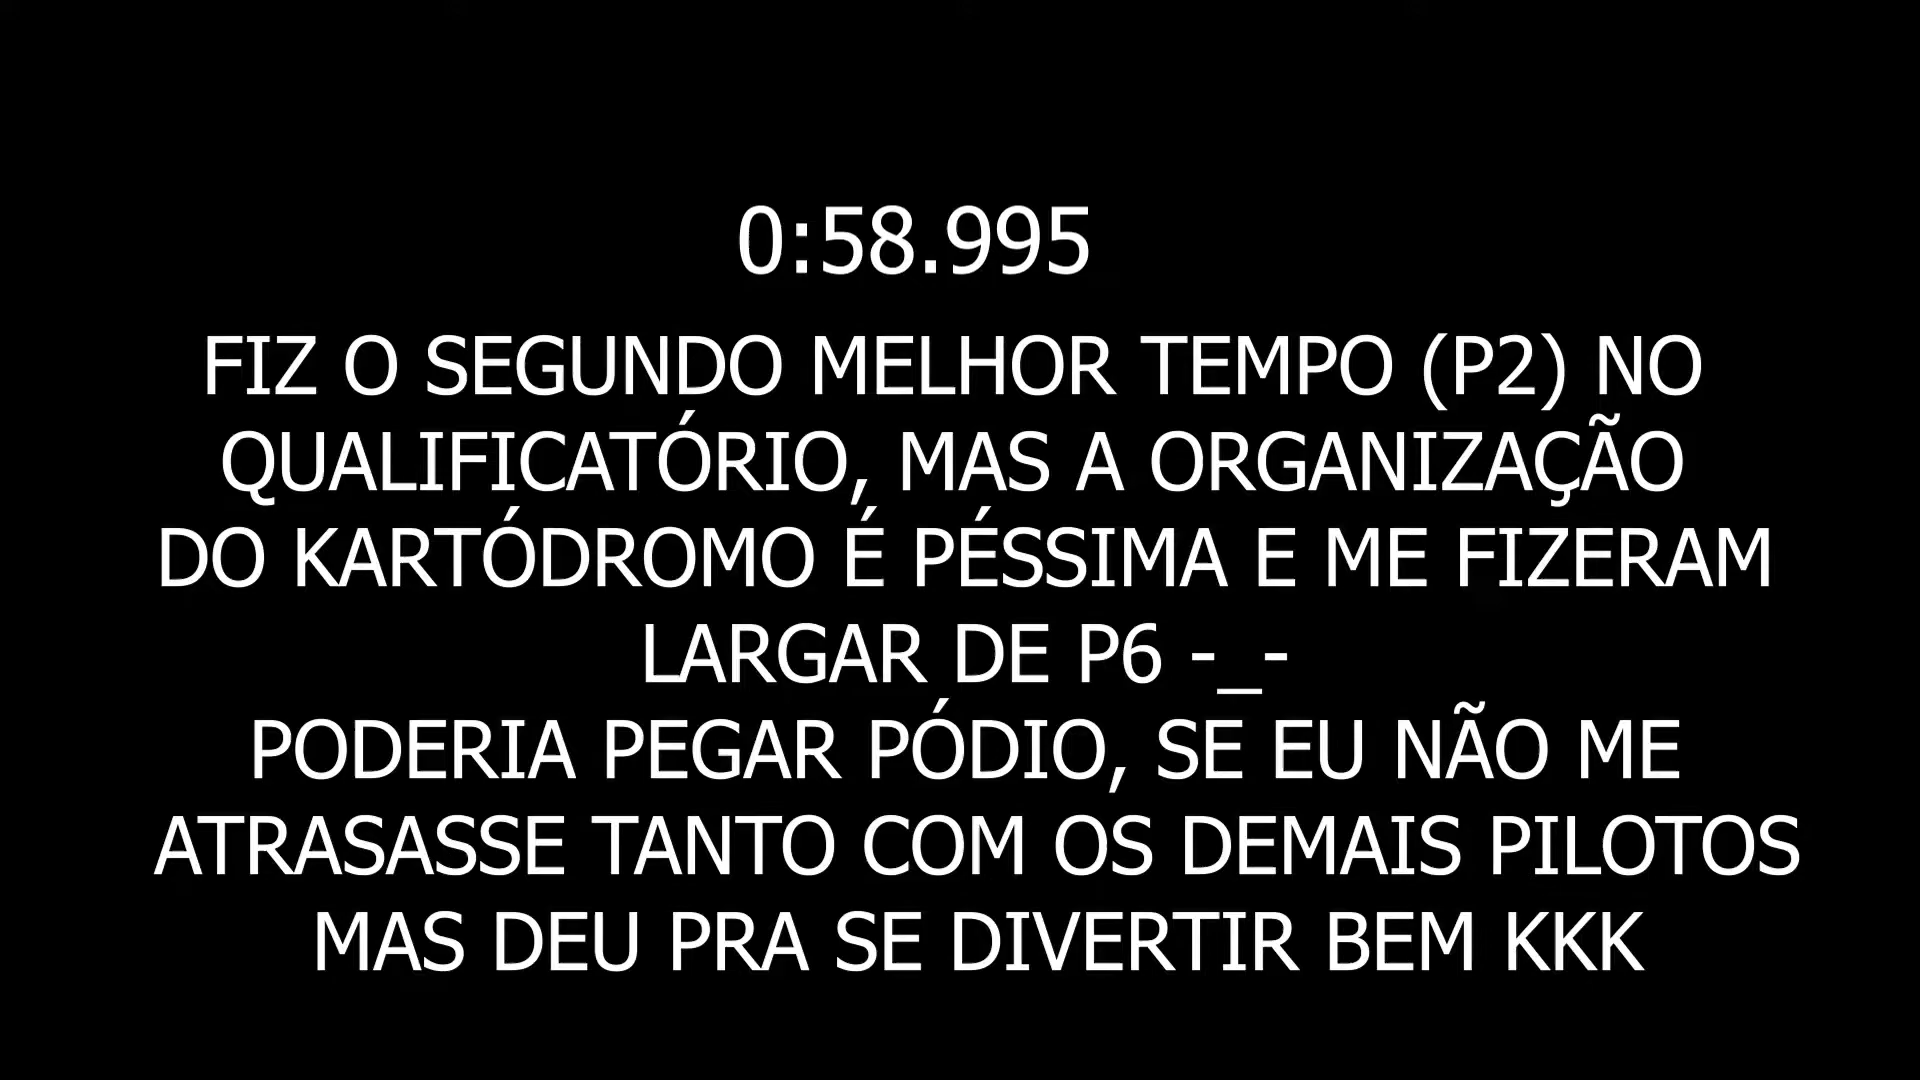 0:58.995
FIZ O SEGUNDO MELHOR TEMPO (P2) NO
QUALIFICATÓRIO, MAS A ORGANIZAÇÃO
DO KARTÓDROMO É PÉSSIMA E ME FIZERAM
LARGAR DE P6 -_-
PODERIA PEGAR PÓDIO, SE EU NÃO ME
ATRASASSE TANTO COM OS DEMAIS PILOTOS
MAS DEU PRA SE DIVERTIR BEM KKK